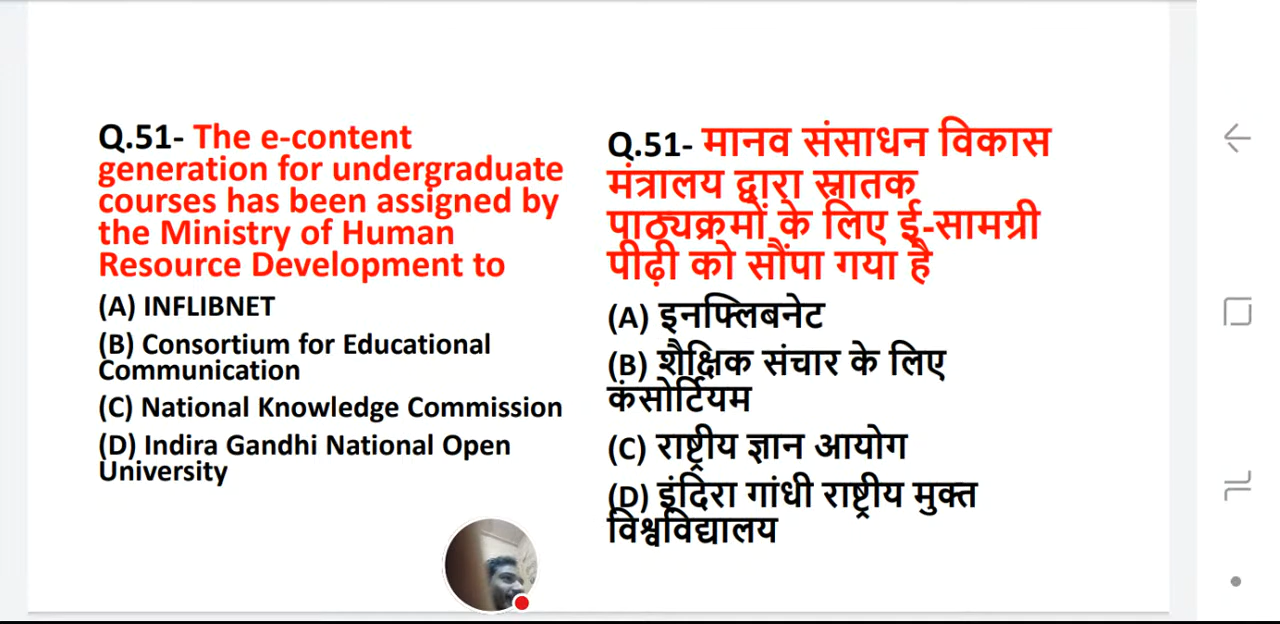 Q.51- The e-content
generation for undergraduate
courses has been assigned by
the Ministry of Human
Resource Development to
(A) INFLIBNET
(B) Consortium for Educational
Communication
(C) National Knowledge Commission
(D) Indira Gandhi National Open
University
Q.51- मानव संसाधन विकास
मंत्रालय द्वारा स्नातक
पाठ्यक्रमों के लिए ई-सामग्री
पीढ़ी को सौंपा गया है
(A) इनफ्लिबनेट
(B) शैक्षिक संचार के लिए
कंसोर्टियम
(C) राष्ट्रीय ज्ञान आयोग
(D) इंदिरा गांधी राष्ट्रीय मुक्त
विश्वविद्यालय